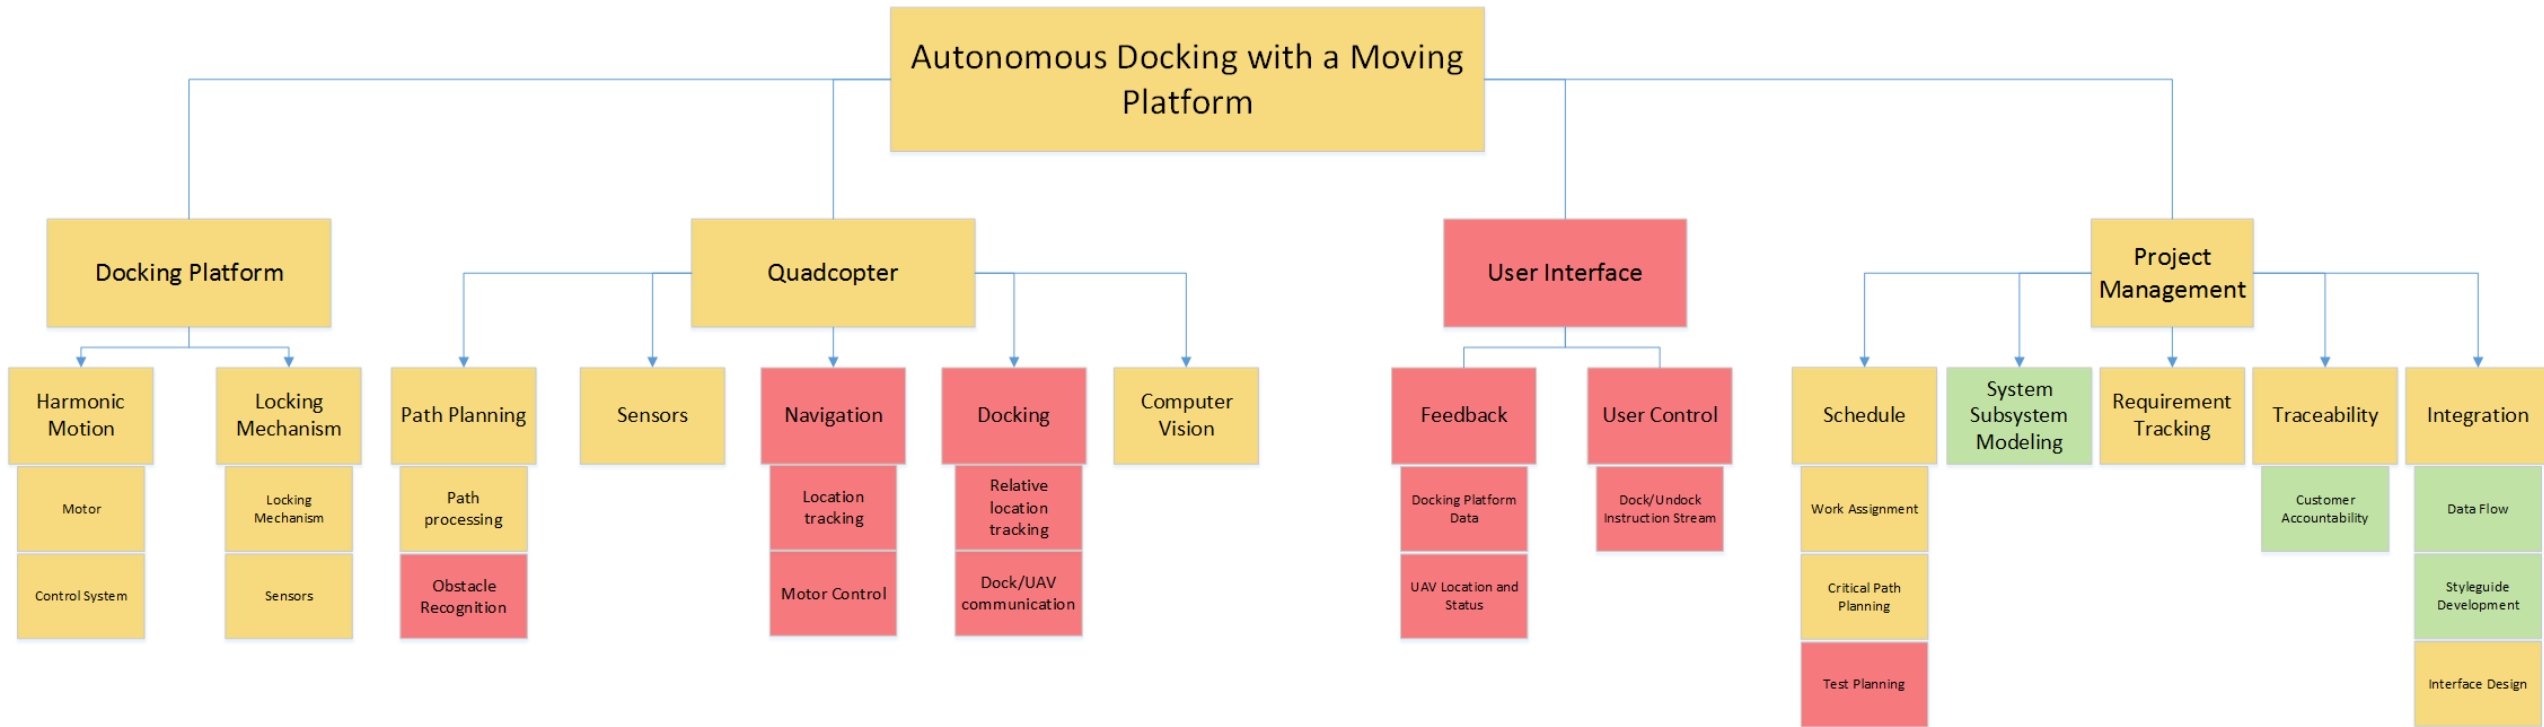 Autonomous Docking with a Moving
Platform
Docking Platform
Quadcopter
User Interface
Project
Management
Harmonic
Motion
Locking
Mechanism
Path Planning
Sensors
Navigation
Docking
Computer
Vision
Feedback
User Control
Schedule
System
Subsystem
Modeling
Requirement
Tracking
Traceability
Integration
Motor
Control System
Locking
Mechanism
Sensors
Path
processing
Obstacle
Recognition
Location
tracking
Motor Control
Relative
location
tracking
Dock/UAV
communication
Docking Platform
Data
UAV Location and
Status
Dock/Undock
Instruction Stream
Work Assignment
Critical Path
Planning
Test Planning
Customer
Accountability
Data Flow
Styleguide
Development
Interface Design